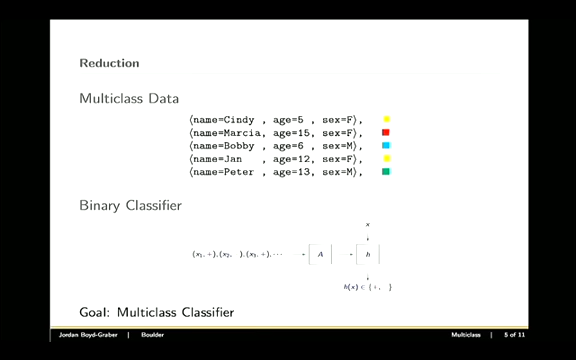 Reduction
Multiclass Data
⟨name=Cindy , age=5 , sex=F⟩,
⟨name=Marcia, age=15, sex=F⟩,
⟨name=Bobby , age=6 , sex=M⟩,
⟨name=Jan , age=12, sex=F⟩,
⟨name=Peter , age=13, sex=M⟩,
Binary Classifier
x
(x₁,+),(x₂, ),(x₃,+),⋯ A h
h(x) ∈ {+, }
Goal: Multiclass Classifier
Jordan Boyd-Graber | Boulder Multiclass | 5 of 11